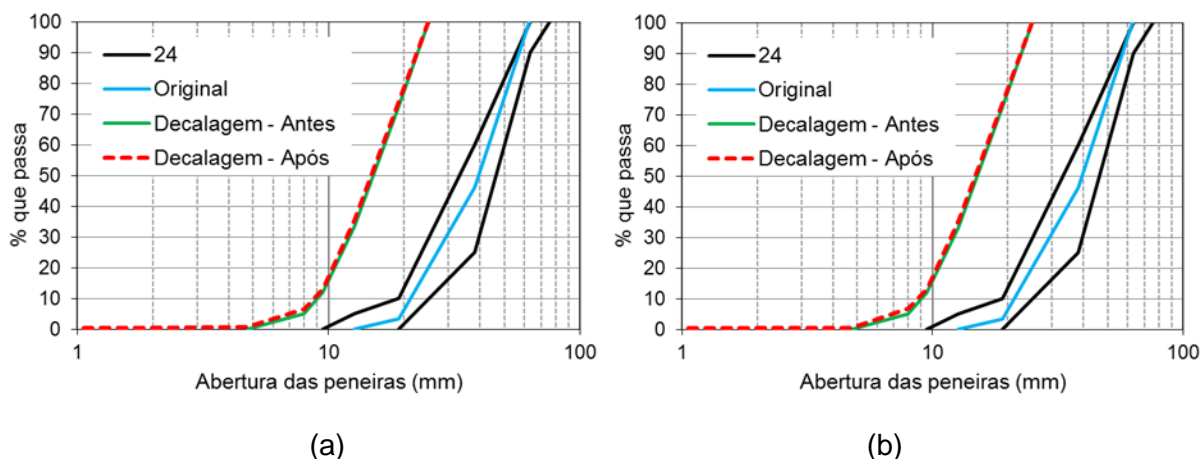 100
90
80
70
60
50
40
30
20
10
0
% que passa
24
Original
Decalagem - Antes
Decalagem - Após
1
10
100
Abertura das peneiras (mm)
(a)
100
90
80
70
60
50
40
30
20
10
0
% que passa
24
Original
Decalagem - Antes
Decalagem - Após
1
10
100
Abertura das peneiras (mm)
(b)